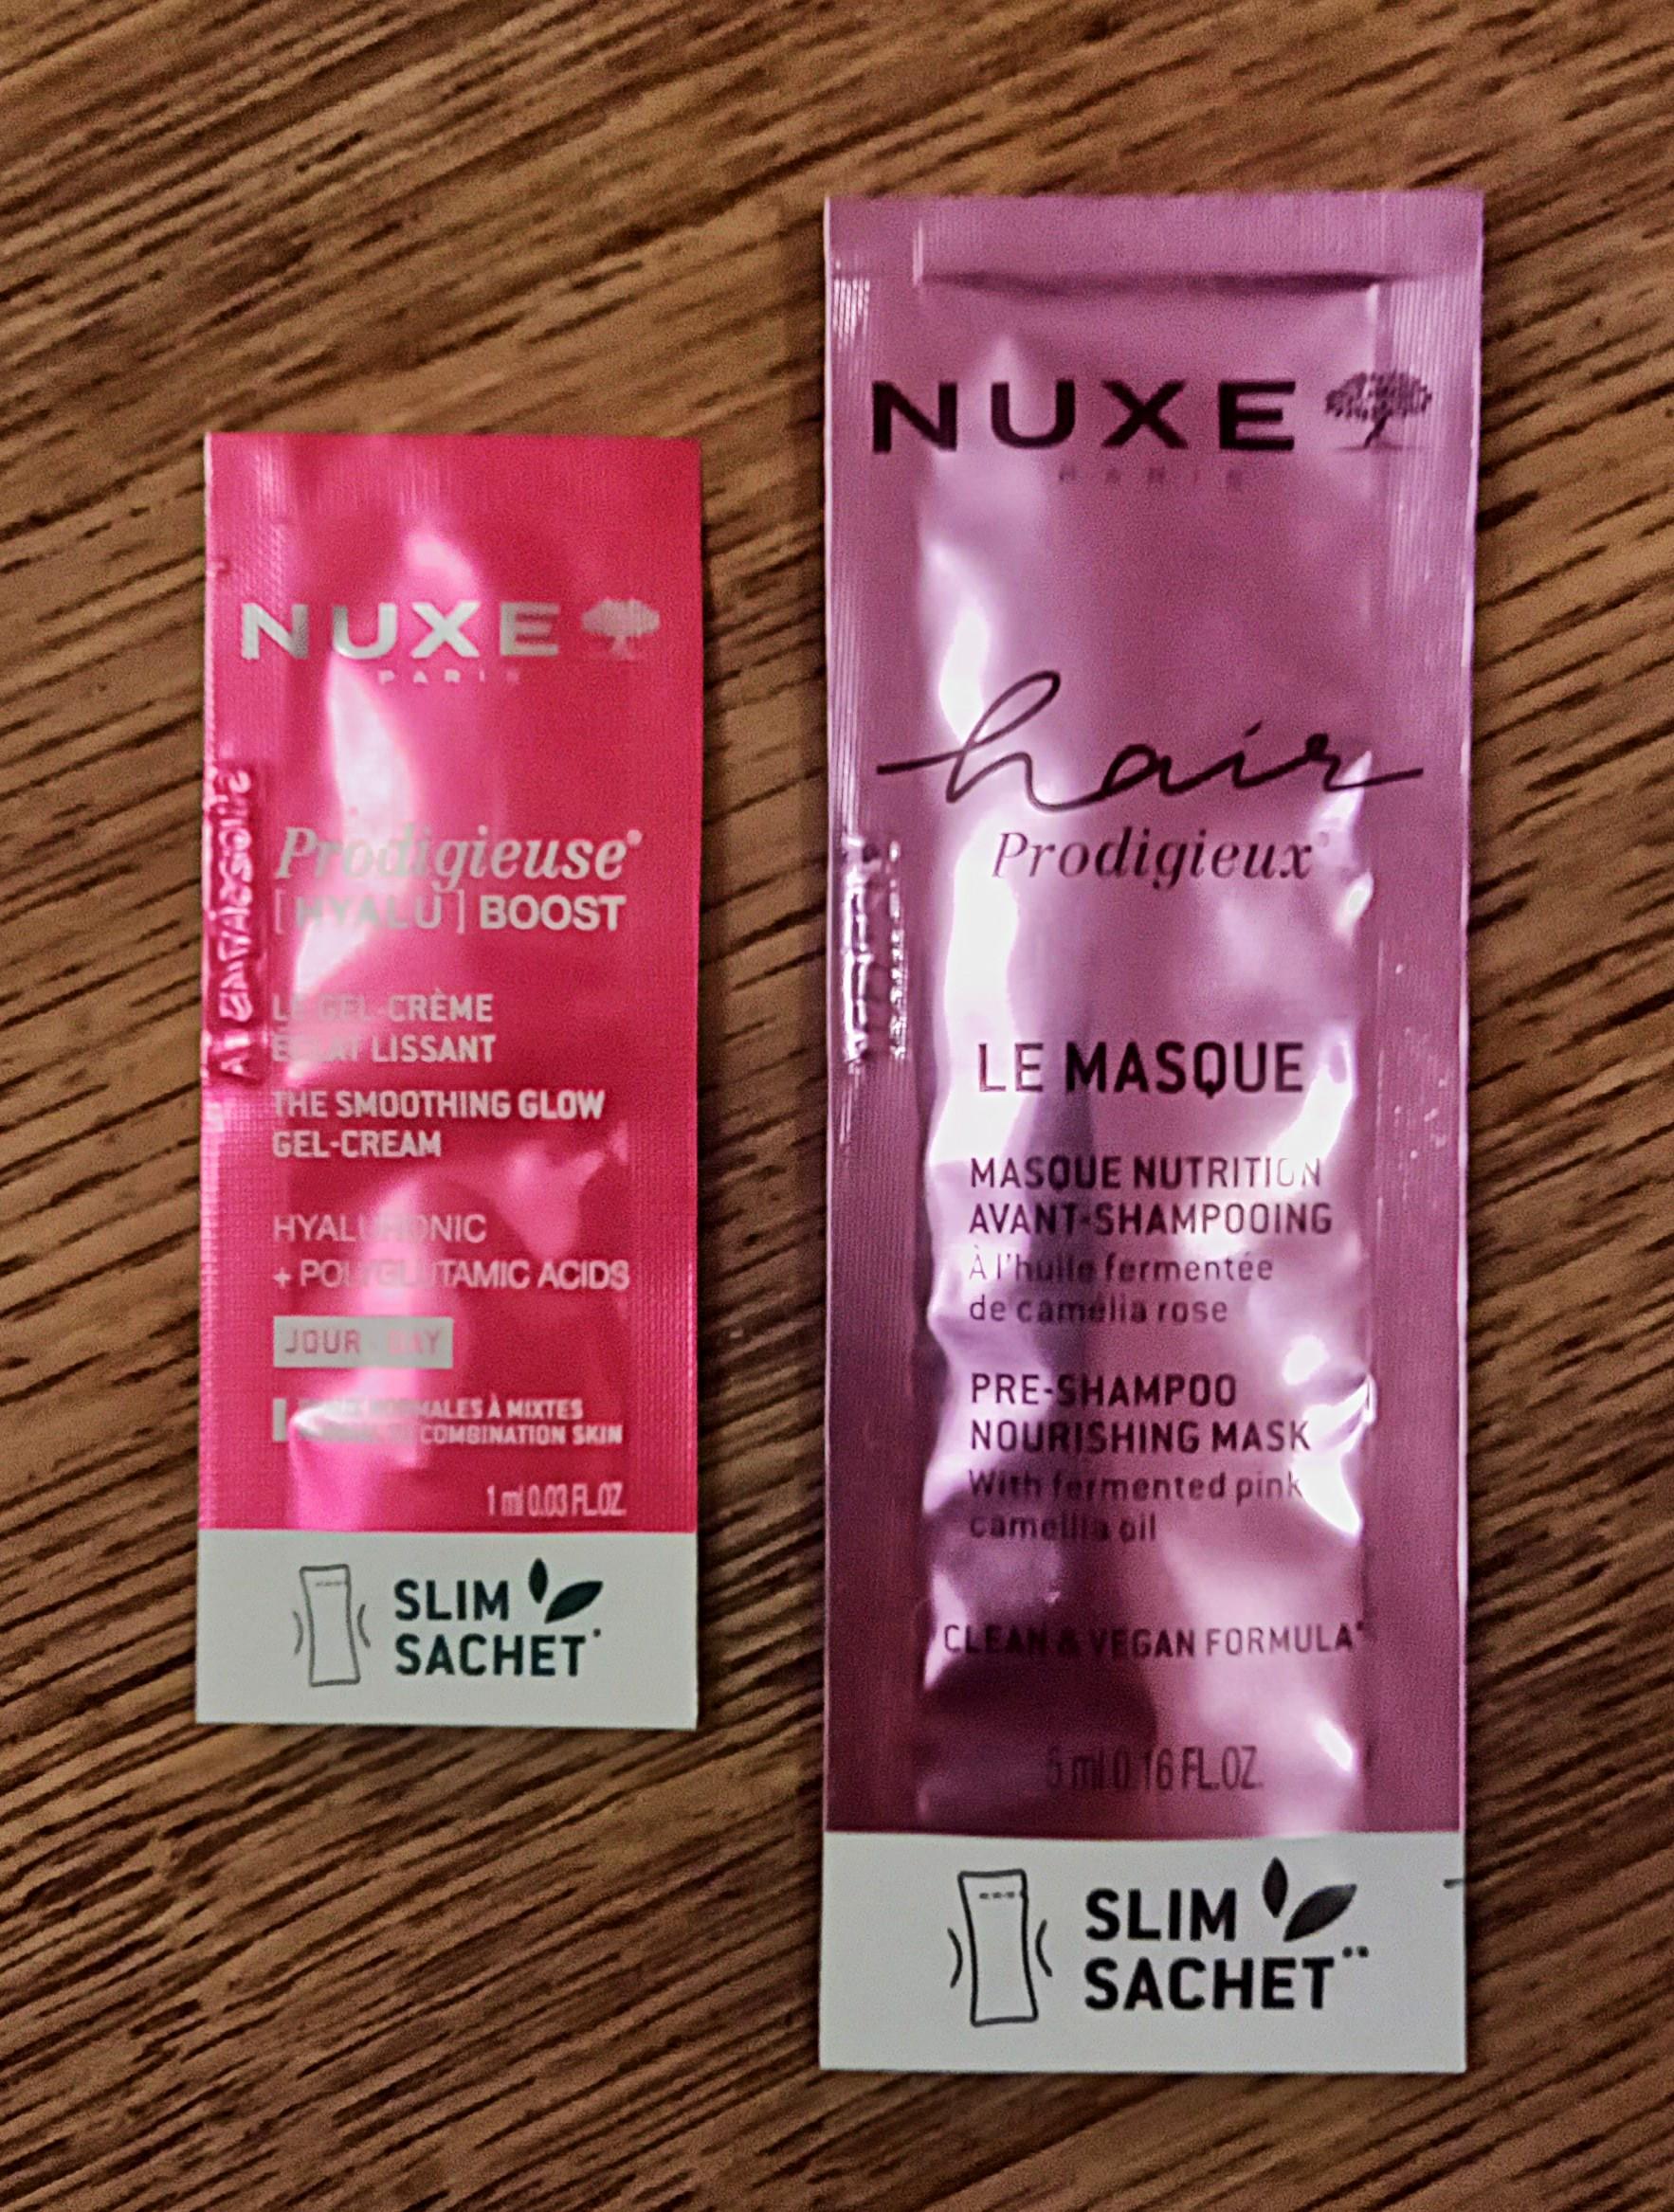 NUXE
PARIS
Prodigieuse®
[HYALU] BOOST
LE GEL-CRÈME
ÉCLAT LISSANT
THE SMOOTHING GLOW
GEL-CREAM
HYALURONIC
+ POLYGLUTAMIC ACIDS
JOUR - DAY
NORMALES À MIXTES
COMBINATION SKIN
1 ml 0.03 FL.OZ.
SLIM
SACHET*
NUXE
PARIS
hair
Prodigieux®
LE MASQUE
MASQUE NUTRITION
AVANT-SHAMPOOING
À l'huile fermentée
de camélia rose
PRE-SHAMPOO
NOURISHING MASK
With fermented pink
camellia oil
CLEAN & VEGAN FORMULA*
5 ml 0.16 FL.OZ.
SLIM
SACHET**